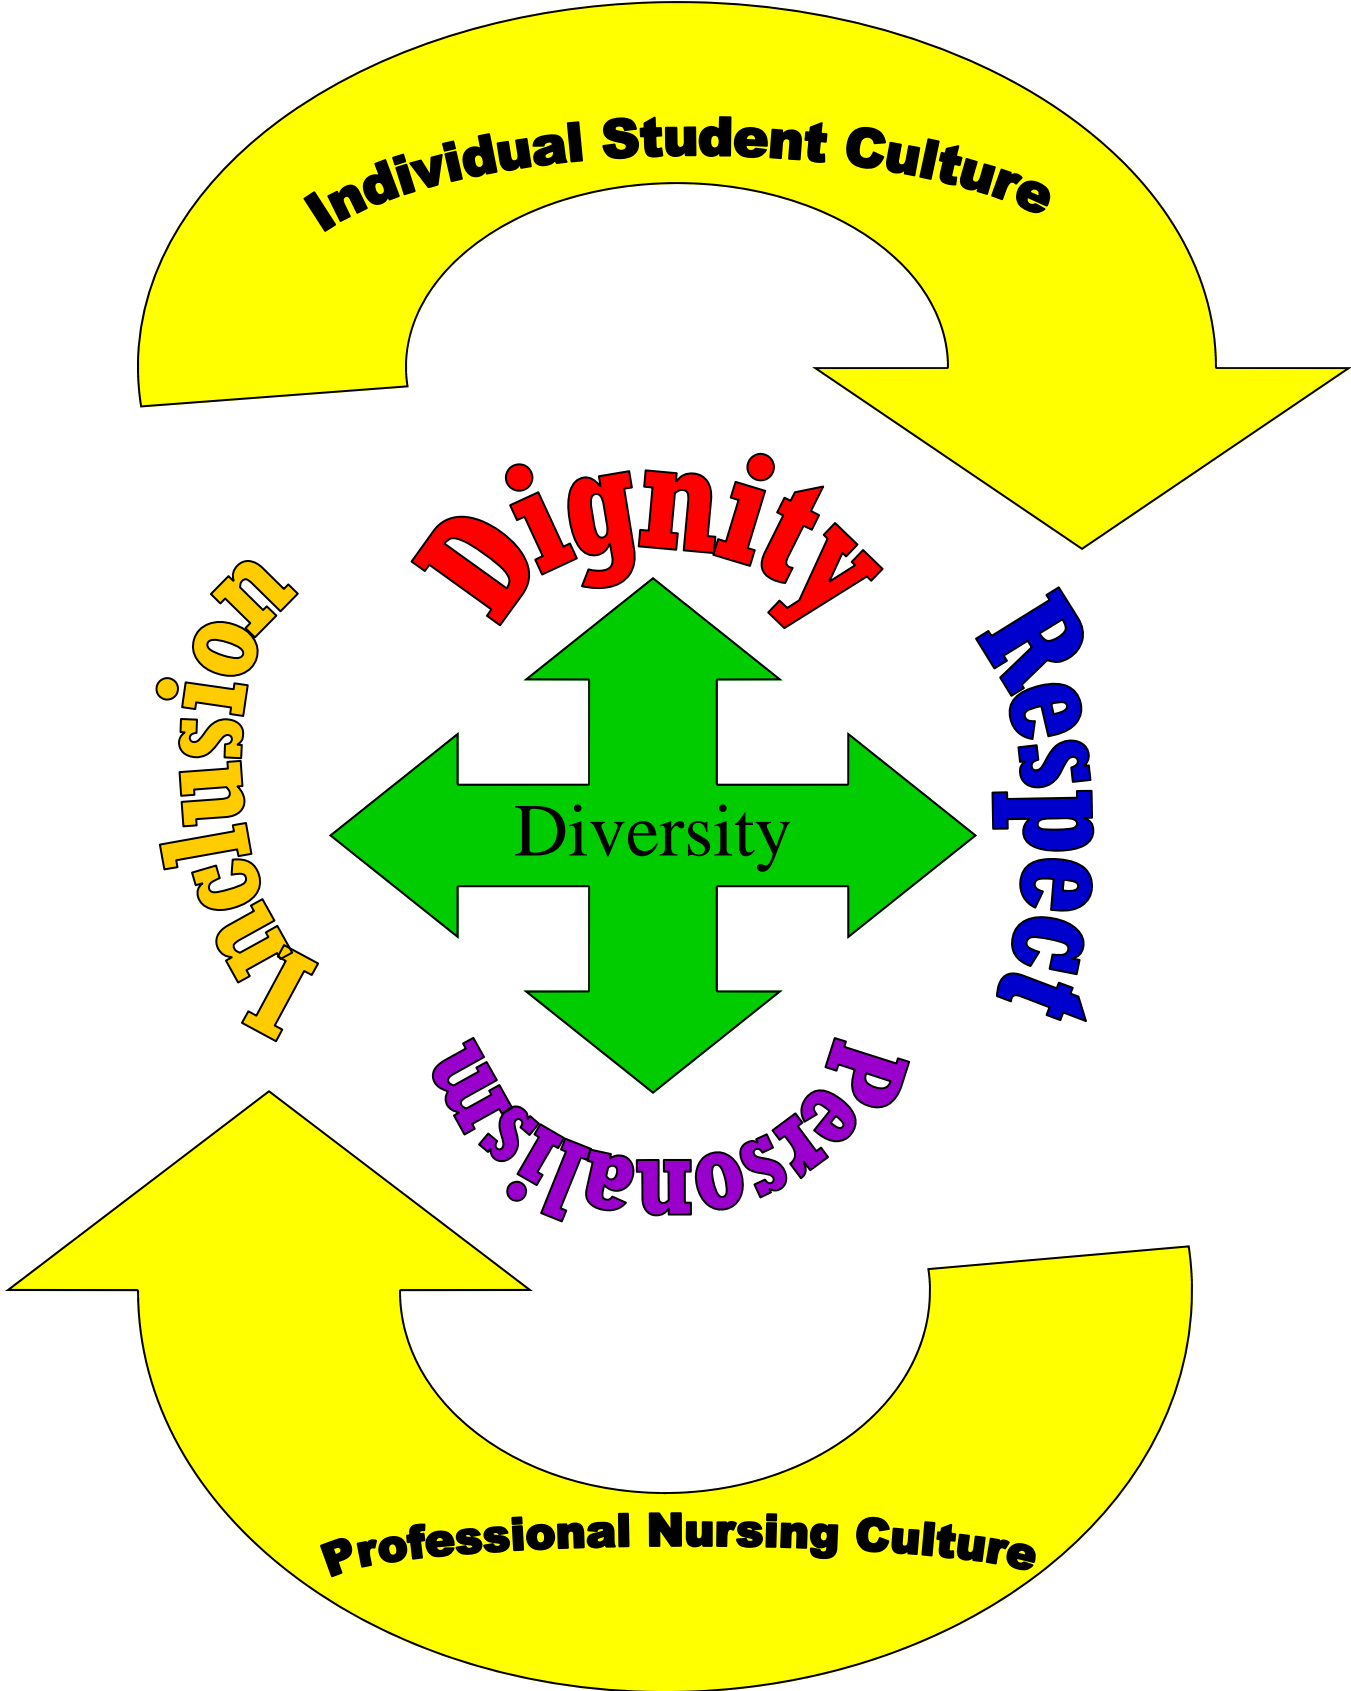 Individual Student Culture
Dignity
Inclusion
Respect
Diversity
Personalism
Professional Nursing Culture